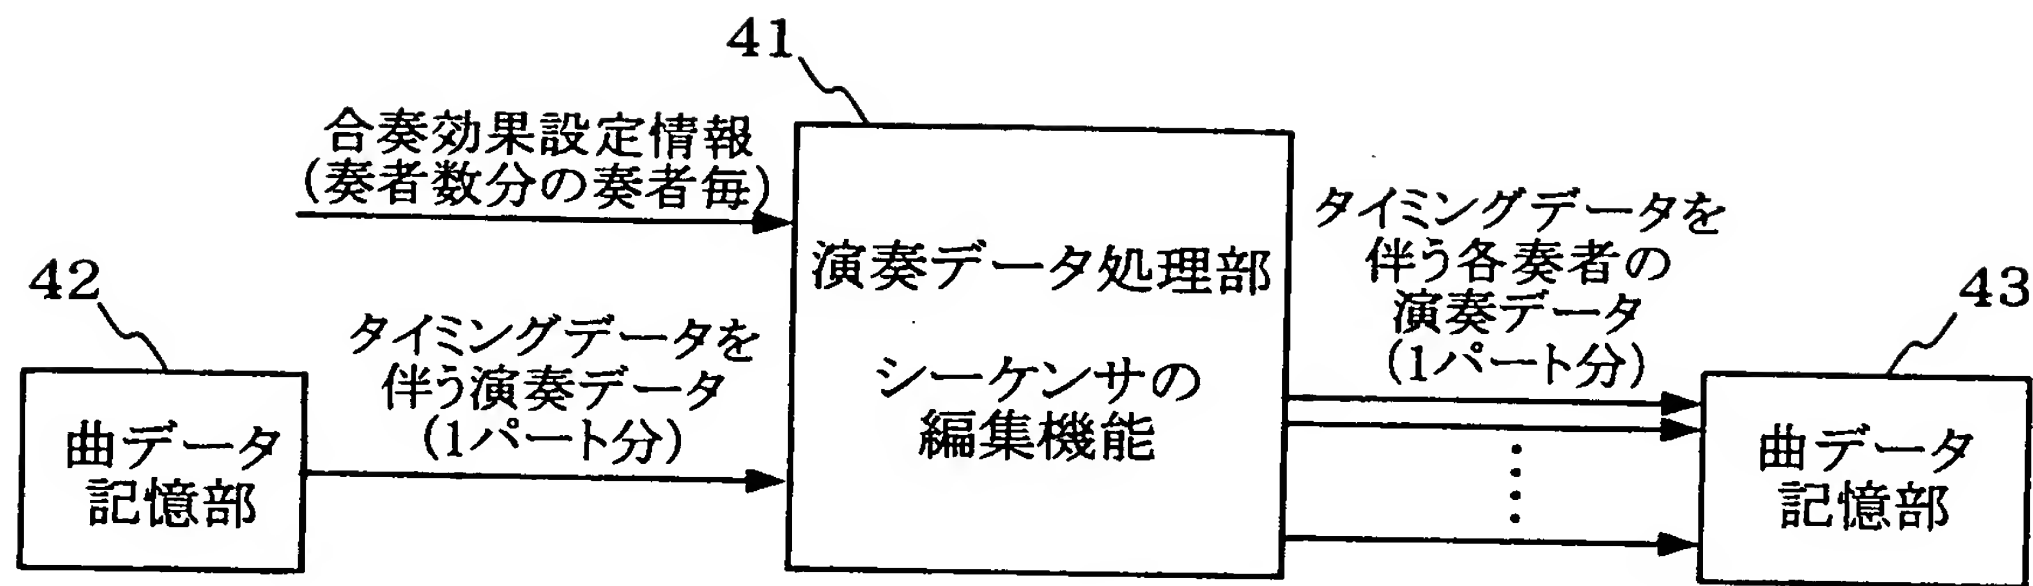 41
合奏効果設定情報
(奏者数分の奏者毎)
42
タイミングデータを
伴う演奏データ
(1パート分)
曲データ
記憶部
演奏データ処理部
シーケンサの
編集機能
タイミングデータを
伴う各奏者の
演奏データ
(1パート分)
43
曲データ
記憶部